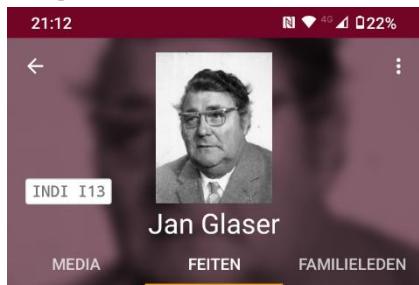 21:12
4G
22%
INDI I13
Jan Glaser
MEDIA
FEITEN
FAMILIELEDEN